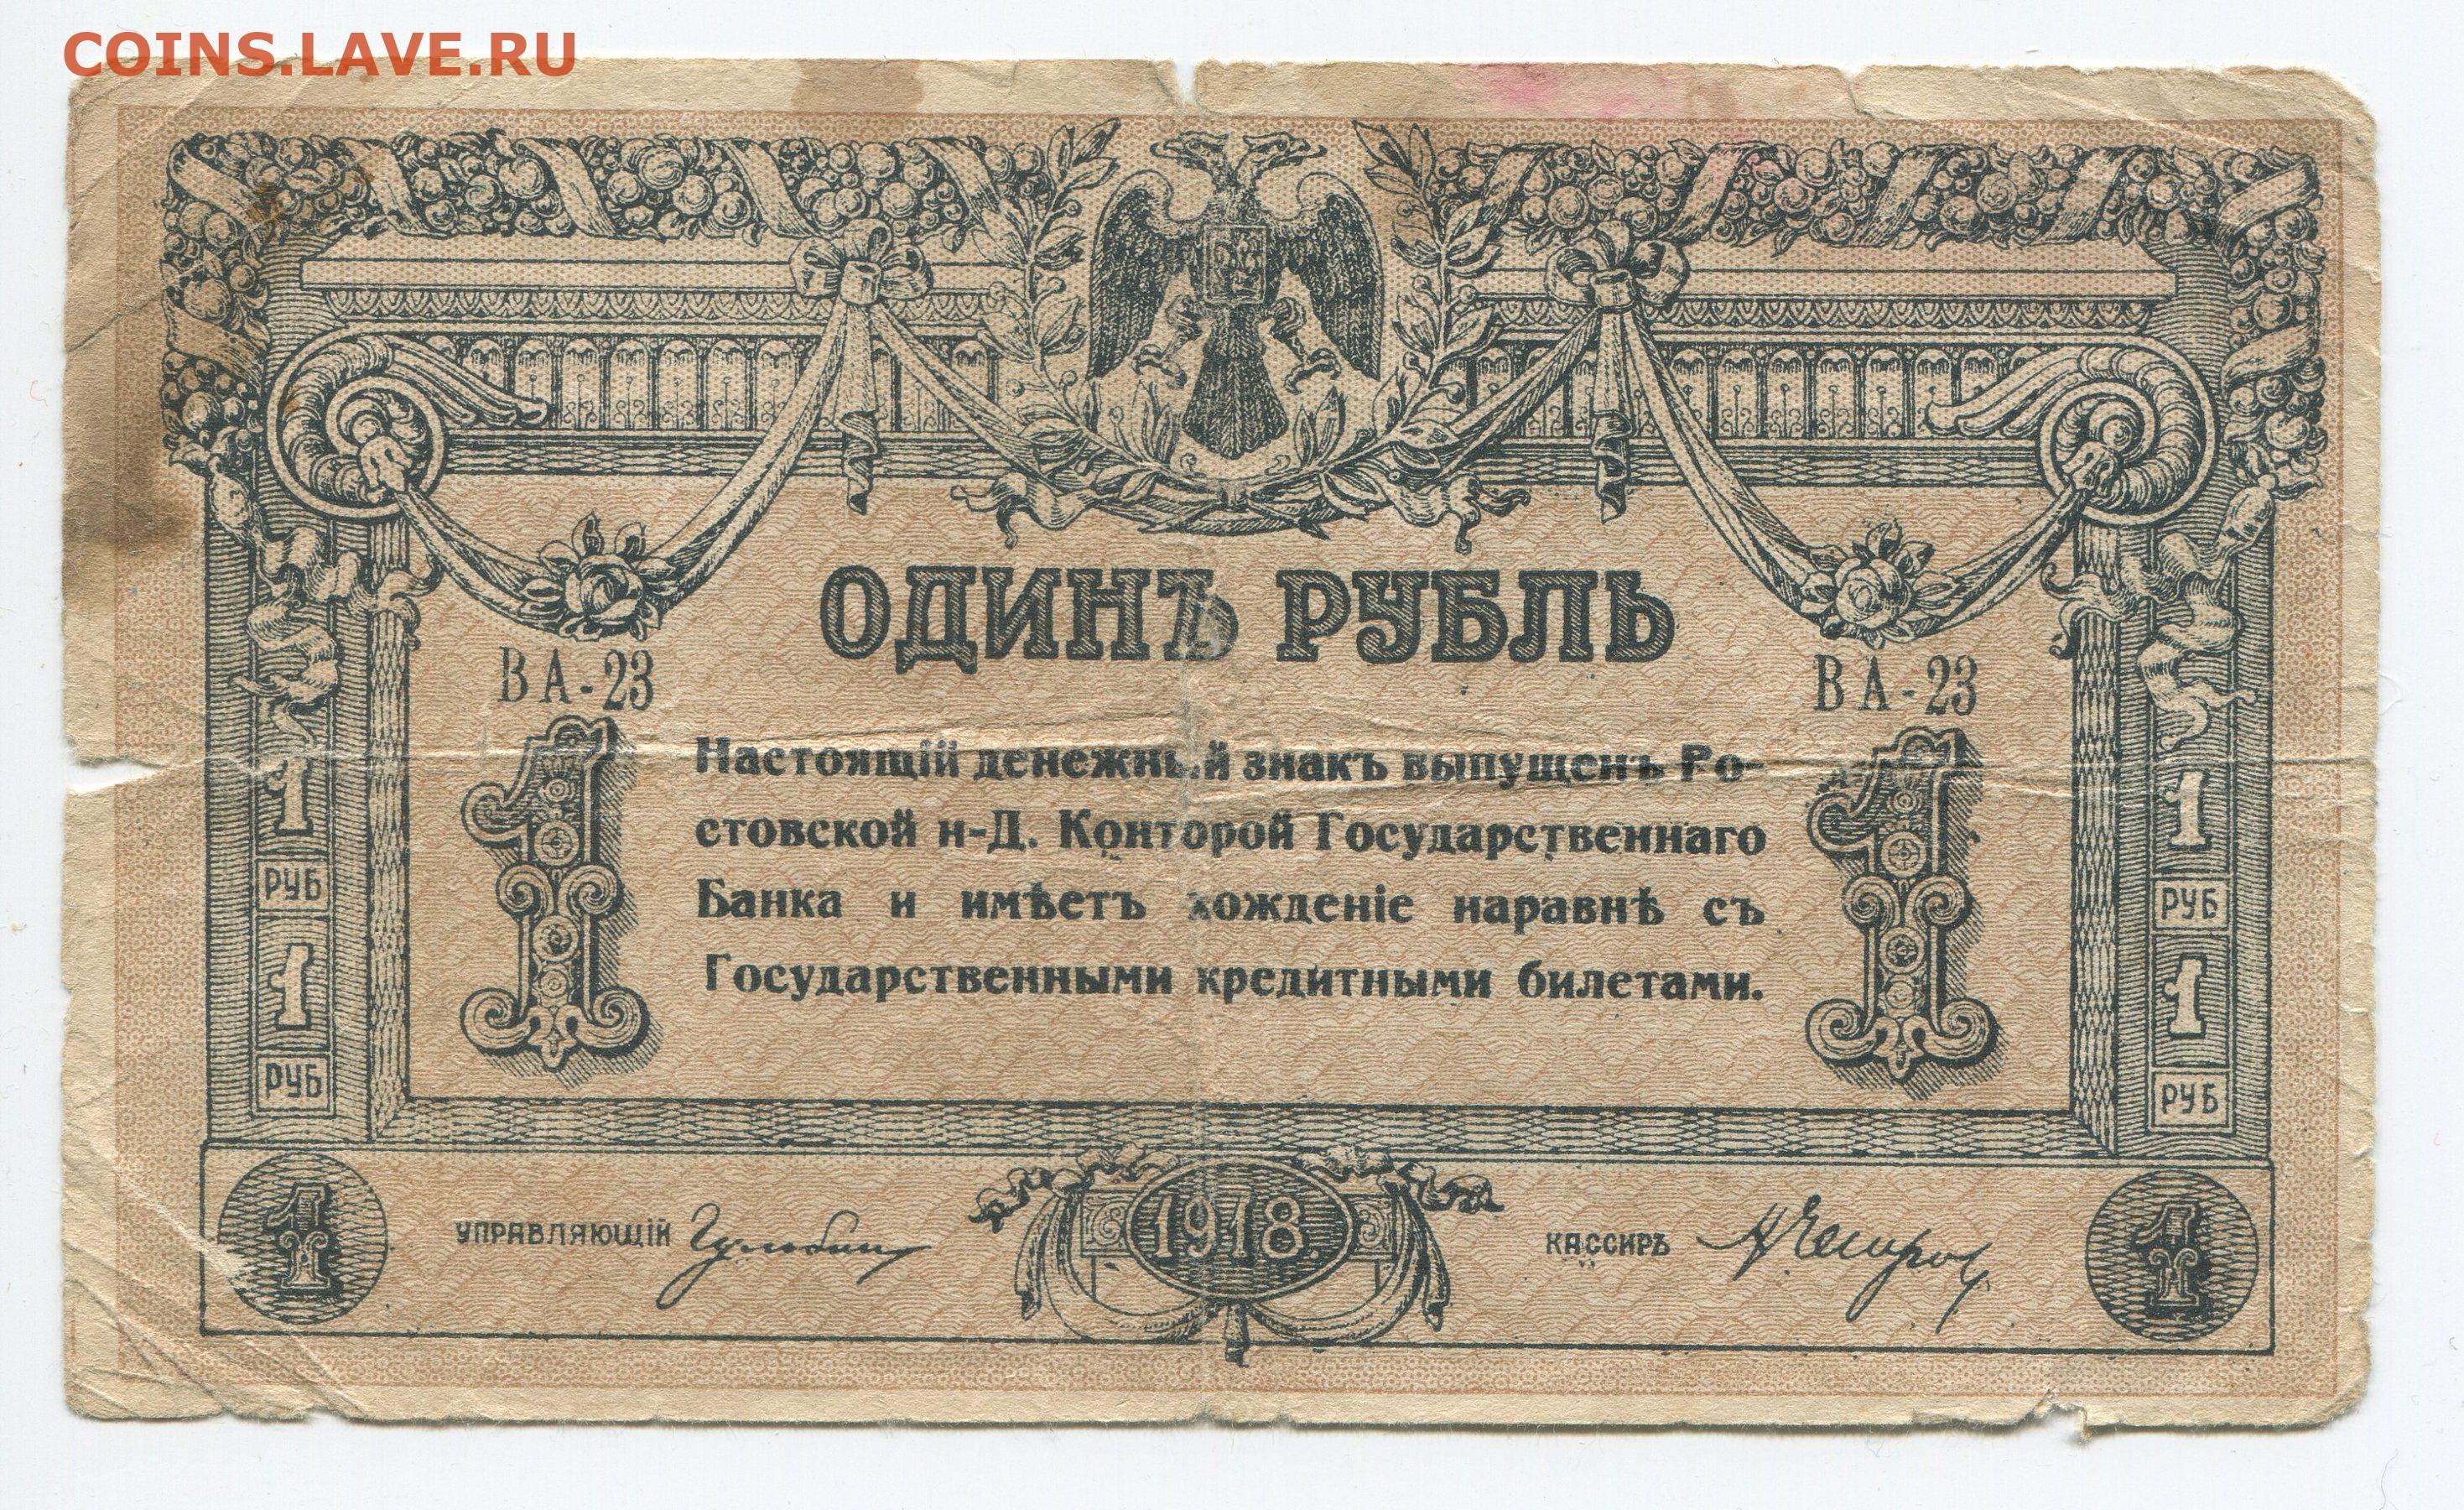 COINS.LAVE.RU
ОДИНЪ РУБЛЬ
ВА-23
ВА-23
1
1
Настоящій денежный знакъ выпущенъ Ро-
стовской н-Д. Конторой Государственнаго
Банка и имѣетъ хожденіе наравнѣ съ
Государственными кредитными билетами.
1
РУБ
1
РУБ
1
РУБ
1
РУБ
1
УПРАВЛЯЮЩІЙ
1918
КАССИРЪ
1